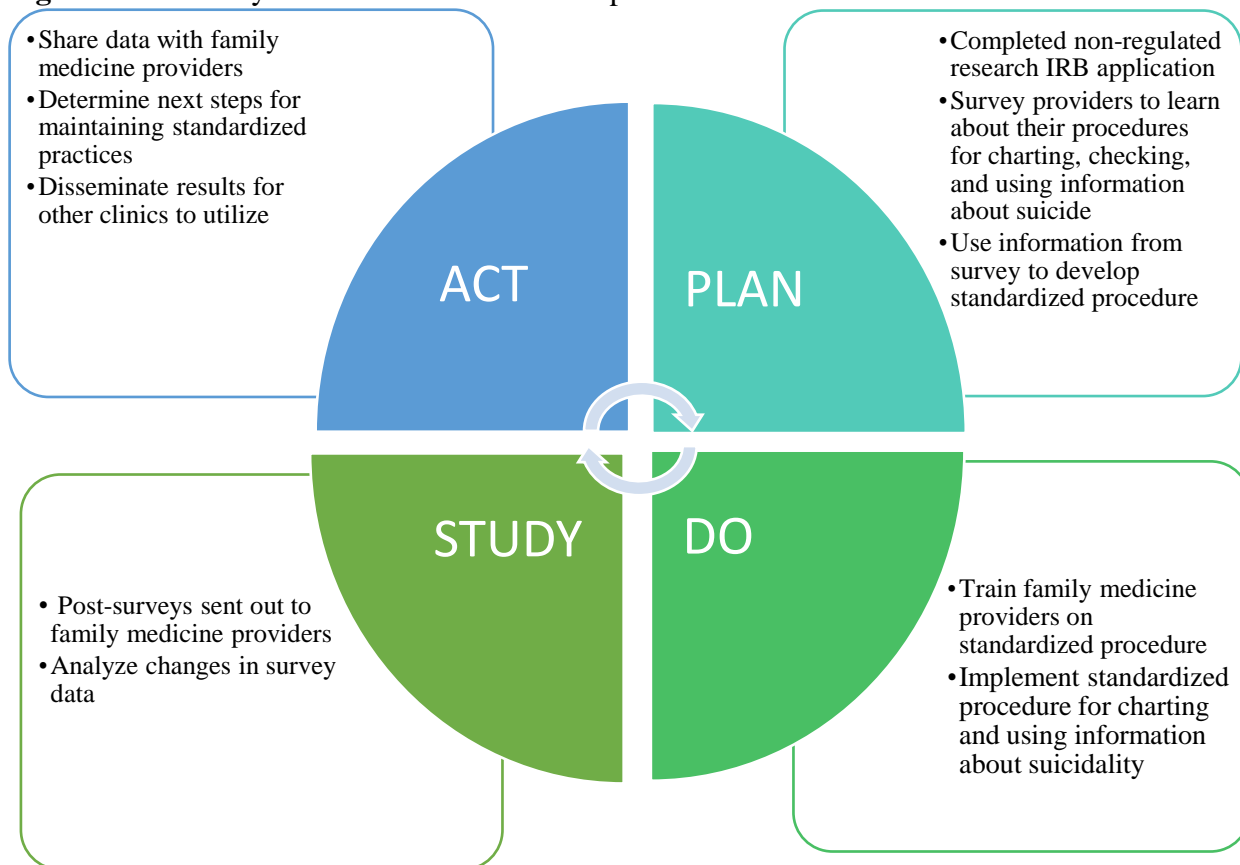 • Share data with family
medicine providers
• Determine next steps for
maintaining standardized
practices
• Disseminate results for
other clinics to utilize
ACT
• Completed non-regulated
research IRB application
• Survey providers to learn
about their procedures
for charting, checking,
and using information
about suicide
• Use information from
survey to develop
standardized procedure
PLAN
STUDY
• Post-surveys sent out to
family medicine providers
• Analyze changes in survey
data
DO
• Train family medicine
providers on
standardized procedure
• Implement standardized
procedure for charting
and using information
about suicidality